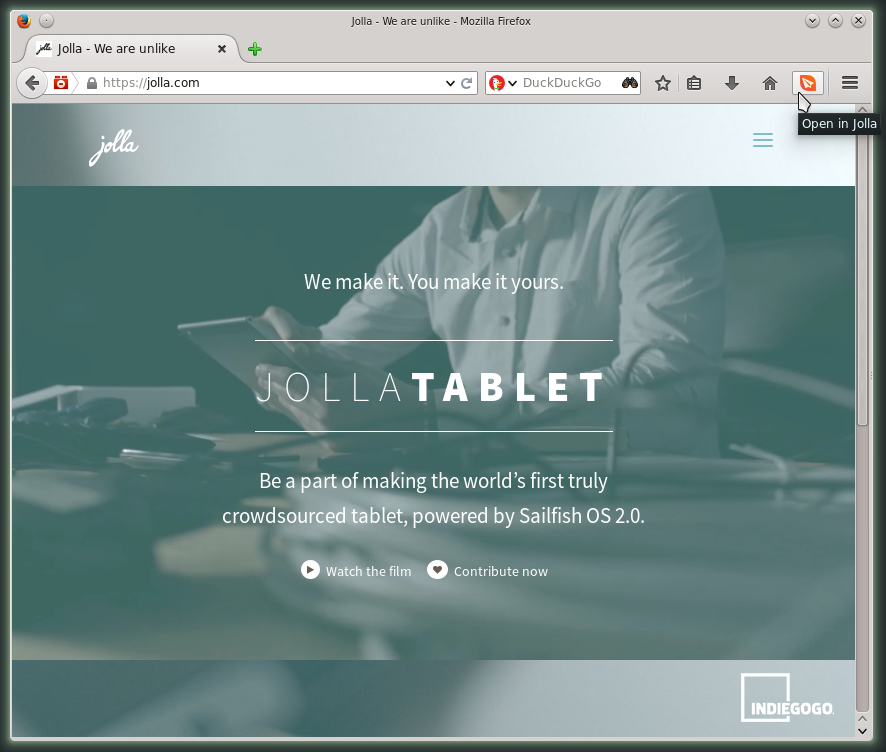 Jolla - We are unlike - Mozilla Firefox
jolla Jolla - We are unlike
https://jolla.com
DuckDuckGo
Open in Jolla
jolla
We make it. You make it yours.
JOLLATABLET
Be a part of making the world’s first truly
crowdsourced tablet, powered by Sailfish OS 2.0.
Watch the film
Contribute now
INDIEGOGO.